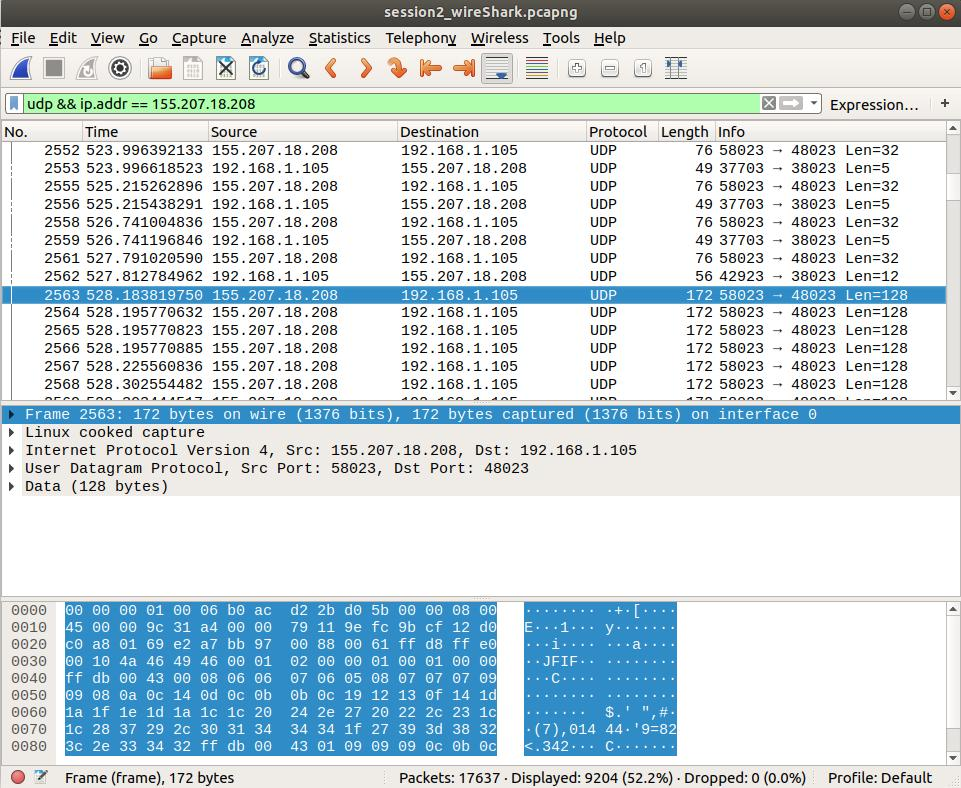 session2_wireShark.pcapng
File Edit View Go Capture Analyze Statistics Telephony Wireless Tools Help
udp && ip.addr == 155.207.18.208 Expression… +
No. Time Source Destination Protocol Length Info
2552 523.996392133 155.207.18.208 192.168.1.105 UDP 76 58023 → 48023 Len=32
2553 523.996618523 192.168.1.105 155.207.18.208 UDP 49 37703 → 38023 Len=5
2555 525.215262896 155.207.18.208 192.168.1.105 UDP 76 58023 → 48023 Len=32
2556 525.215438291 192.168.1.105 155.207.18.208 UDP 49 37703 → 38023 Len=5
2558 526.741004836 155.207.18.208 192.168.1.105 UDP 76 58023 → 48023 Len=32
2559 526.741196846 192.168.1.105 155.207.18.208 UDP 49 37703 → 38023 Len=5
2561 527.791020590 155.207.18.208 192.168.1.105 UDP 76 58023 → 48023 Len=32
2562 527.812784962 192.168.1.105 155.207.18.208 UDP 56 42923 → 38023 Len=12
2563 528.183819750 155.207.18.208 192.168.1.105 UDP 172 58023 → 48023 Len=128
2564 528.195770632 155.207.18.208 192.168.1.105 UDP 172 58023 → 48023 Len=128
2565 528.195770823 155.207.18.208 192.168.1.105 UDP 172 58023 → 48023 Len=128
2566 528.195770885 155.207.18.208 192.168.1.105 UDP 172 58023 → 48023 Len=128
2567 528.225560836 155.207.18.208 192.168.1.105 UDP 172 58023 → 48023 Len=128
2568 528.302554482 155.207.18.208 192.168.1.105 UDP 172 58023 → 48023 Len=128
Frame 2563: 172 bytes on wire (1376 bits), 172 bytes captured (1376 bits) on interface 0
Linux cooked capture
Internet Protocol Version 4, Src: 155.207.18.208, Dst: 192.168.1.105
User Datagram Protocol, Src Port: 58023, Dst Port: 48023
Data (128 bytes)
0000 00 00 00 01 00 06 b0 ac d2 2b d0 5b 00 00 08 00 ········ ·+·[····
0010 45 00 00 9c 31 a4 00 00 79 11 9e fc 9b cf 12 d0 E···1··· y·······
0020 c0 a8 01 69 e2 a7 bb 97 00 88 00 61 ff d8 ff e0 ···i···· ···a····
0030 00 10 4a 46 49 46 00 01 02 00 00 01 00 01 00 00 ··JFIF·· ········
0040 ff db 00 43 00 08 06 06 07 06 05 08 07 07 07 09 ···C···· ········
0050 09 08 0a 0c 14 0d 0c 0b 0b 0c 19 12 13 0f 14 1d ········ ········
0060 1a 1f 1e 1d 1a 1c 1c 20 24 2e 27 20 22 2c 23 1c ······· $.' ",#·
0070 1c 28 37 29 2c 30 31 34 34 34 1f 27 39 3d 38 32 ·(7),014 44·'9=82
0080 3c 2e 33 34 32 ff db 00 43 01 09 09 09 0c 0b 0c <.342··· C·······
Frame (frame), 172 bytes Packets: 17637 · Displayed: 9204 (52.2%) · Dropped: 0 (0.0%) Profile: Default